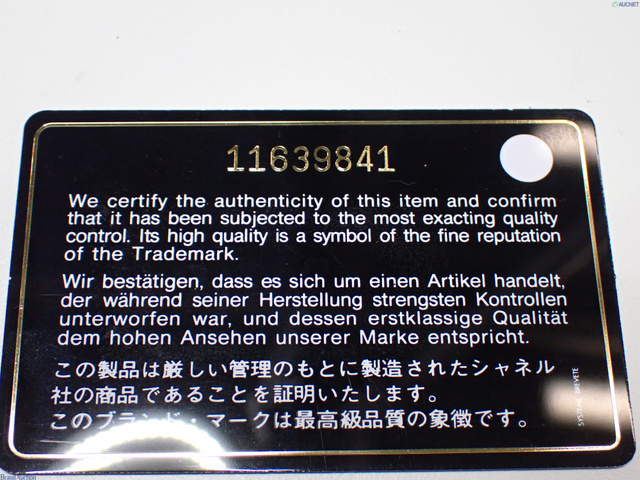 AUCNET
11639841
We certify the authenticity of this item and confirm
that it has been subjected to the most exacting quality
control. Its high quality is a symbol of the fine reputation
of the Trademark.
Wir bestätigen, dass es sich um einen Artikel handelt,
der während seiner Herstellung strengsten Kontrollen
unterworfen war, und dessen erstklassige Qualität
dem hohen Ansehen unserer Marke entspricht.
この製品は厳しい管理のもとに製造されたシャネル
社の商品であることを証明いたします。
このブランド・マークは最高級品質の象徴です。
SYSTEME BREVETE
Brand Auction